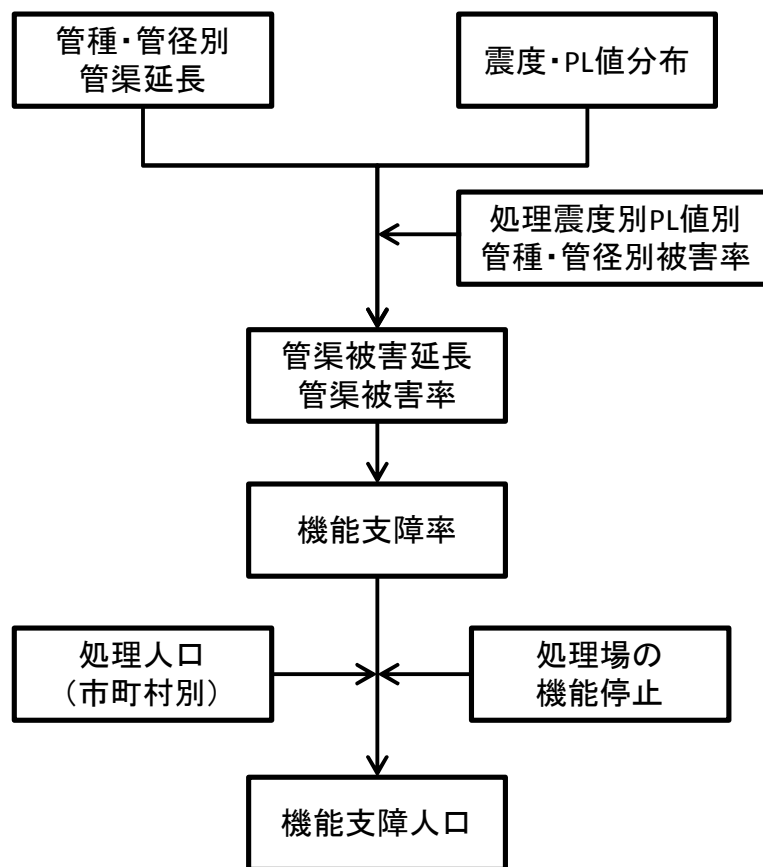 管種・管径別
管渠延長
震度・PL値分布
処理震度別PL値別
管種・管径別被害率
管渠被害延長
管渠被害率
機能支障率
処理人口
（市町村別）
処理場の
機能停止
機能支障人口